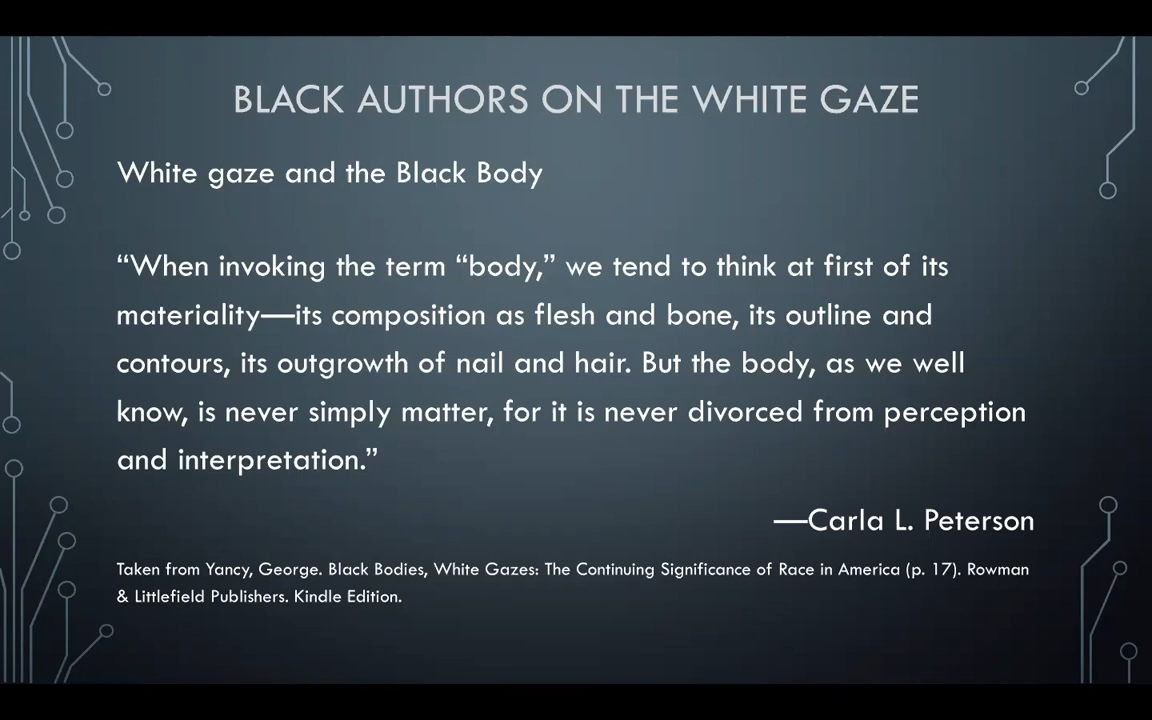 BLACK AUTHORS ON THE WHITE GAZE
White gaze and the Black Body
“When invoking the term “body,” we tend to think at first of its
materiality—its composition as flesh and bone, its outline and
contours, its outgrowth of nail and hair. But the body, as we well
know, is never simply matter, for it is never divorced from perception
and interpretation.”
—Carla L. Peterson
Taken from Yancy, George. Black Bodies, White Gazes: The Continuing Significance of Race in America (p. 17). Rowman
& Littlefield Publishers. Kindle Edition.